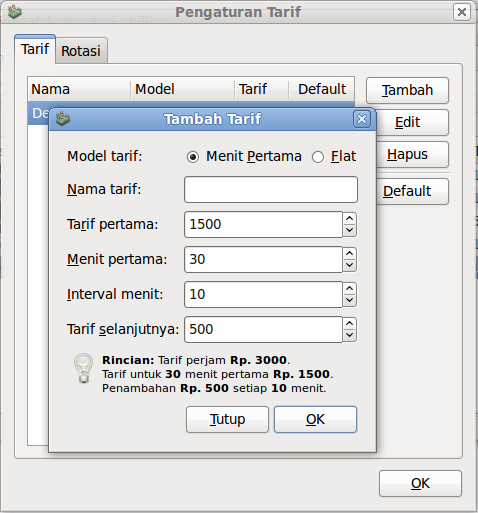 Pengaturan Tarif
Tarif Rotasi
Nama Model Tarif Default
Tambah
Edit
Hapus
Default
Tambah Tarif
Model tarif: Menit Pertama Flat
Nama tarif:
Tarif pertama: 1500
Menit pertama: 30
Interval menit: 10
Tarif selanjutnya: 500
Rincian: Tarif perjam Rp. 3000.
Tarif untuk 30 menit pertama Rp. 1500.
Penambahan Rp. 500 setiap 10 menit.
Tutup OK
OK